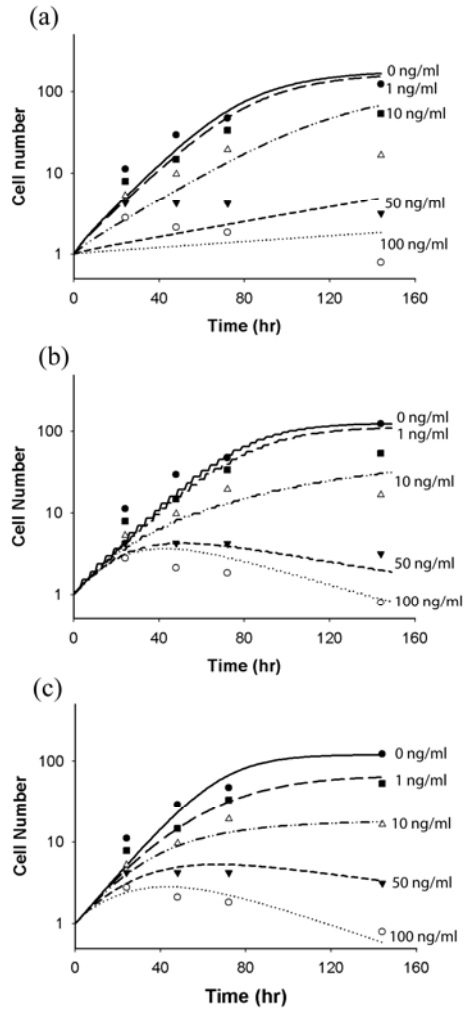 (a)
Cell number
100
10
1
0 ng/ml
1 ng/ml
10 ng/ml
50 ng/ml
100 ng/ml
0 40 80 120 160
Time (hr)
(b)
Cell Number
100
10
1
0 ng/ml
1 ng/ml
10 ng/ml
50 ng/ml
100 ng/ml
0 40 80 120 160
Time (hr)
(c)
Cell Number
100
10
1
0 ng/ml
1 ng/ml
10 ng/ml
50 ng/ml
100 ng/ml
0 40 80 120 160
Time (hr)